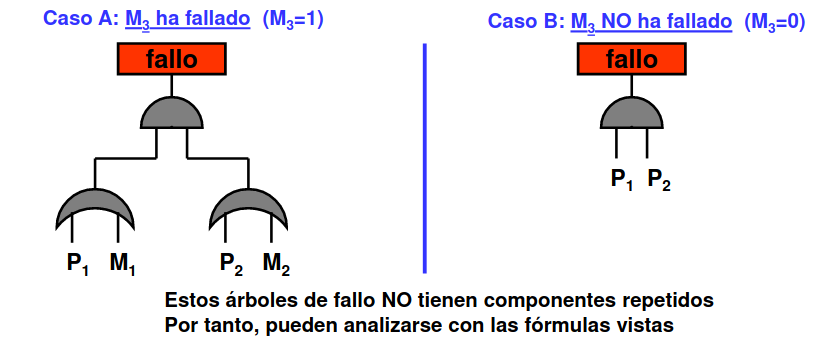 Caso A: M3 ha fallado (M3=1)
Caso B: M3 NO ha fallado (M3=0)
fallo
fallo
P1 P2
P1 M1 P2 M2
Estos árboles de fallo NO tienen componentes repetidos
Por tanto, pueden analizarse con las fórmulas vistas